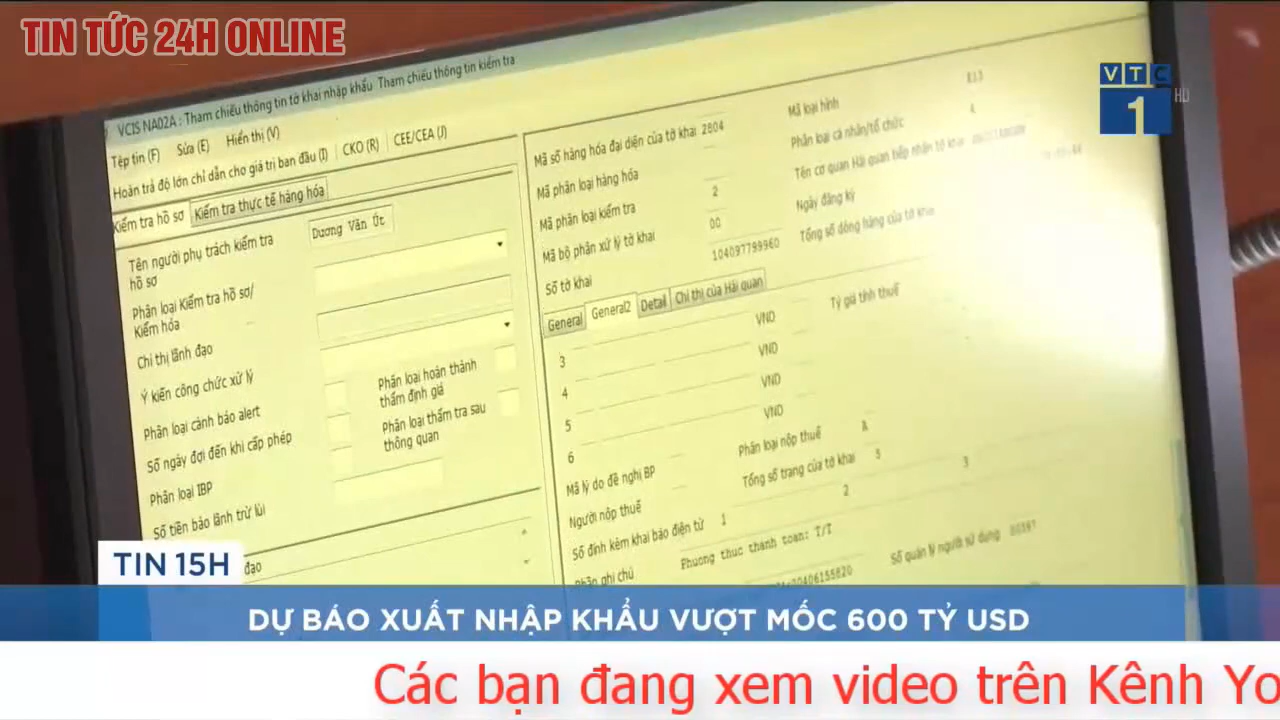 TIN TỨC 24H ONLINE
VTC
1
HD
VCIS NA02A : Tham chiếu thông tin tờ khai nhập khẩu Tham chiếu thông tin kiểm tra
Tệp tin (F) Sửa (E) Hiển thị (V)
Hoàn trả độ lớn chỉ dẫn cho giá trị ban đầu (I) CKO (R) CEE/CEA (J)
Kiểm tra hồ sơ Kiểm tra thực tế hàng hóa
Tên người phụ trách kiểm tra hồ sơ Dương Văn Út
Phân loại Kiểm tra hồ sơ/
Kiểm hóa
Chỉ thị lãnh đạo
Ý kiến công chức xử lý
Phân loại cảnh báo alert
Số ngày đợi đến khi cấp phép
Phân loại IBP
Số tiền bảo lãnh trừ lùi
đạo
Phân loại hoàn thành
thẩm định giá
Phân loại thẩm tra sau
thông quan
Mã số hàng hóa đại diện của tờ khai 2804
Mã phân loại hàng hóa
Mã phân loại kiểm tra 2
Mã bộ phận xử lý tờ khai 00
Số tờ khai 104097799960
Mã loại hình E13
Phân loại cá nhân/tổ chức 4
Tên cơ quan Hải quan tiếp nhận tờ khai
Ngày đăng ký
Tổng số dòng hàng của tờ khai
General General2 Detail Chỉ thị của Hải quan
3 VND Tỷ giá tính thuế
4 VND
5 VND
6 VND
Mã lý do đề nghị BP Phân loại nộp thuế A
Người nộp thuế Tổng số trang của tờ khai 3
Số đính kèm khai báo điện tử 1 2 3
Phần ghi chú Phuong thuc thanh toan: T/T
Số quản lý người sử dụng
TIN 15H
DỰ BÁO XUẤT NHẬP KHẨU VƯỢT MỐC 600 TỶ USD
Các bạn đang xem video trên Kênh Yo